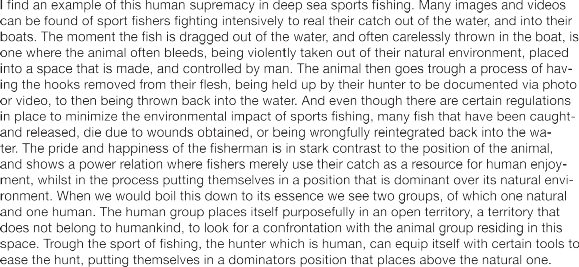 I find an example of this human supremacy in deep sea sports fishing. Many images and videos
can be found of sport fishers fighting intensively to real their catch out of the water, and into their
boats. The moment the fish is dragged out of the water, and often carelessly thrown in the boat, is
one where the animal often bleeds, being violently taken out of their natural environment, placed
into a space that is made, and controlled by man. The animal then goes trough a process of hav-
ing the hooks removed from their flesh, being held up by their hunter to be documented via photo
or video, to then being thrown back into the water. And even though there are certain regulations
in place to minimize the environmental impact of sports fishing, many fish that have been caught-
and released, die due to wounds obtained, or being wrongfully reintegrated back into the wa-
ter. The pride and happiness of the fisherman is in stark contrast to the position of the animal,
and shows a power relation where fishers merely use their catch as a resource for human enjoy-
ment, whilst in the process putting themselves in a position that is dominant over its natural envi-
ronment. When we would boil this down to its essence we see two groups, of which one natural
and one human. The human group places itself purposefully in an open territory, a territory that
does not belong to humankind, to look for a confrontation with the animal group residing in this
space. Trough the sport of fishing, the hunter which is human, can equip itself with certain tools to
ease the hunt, putting themselves in a dominators position that places above the natural one.